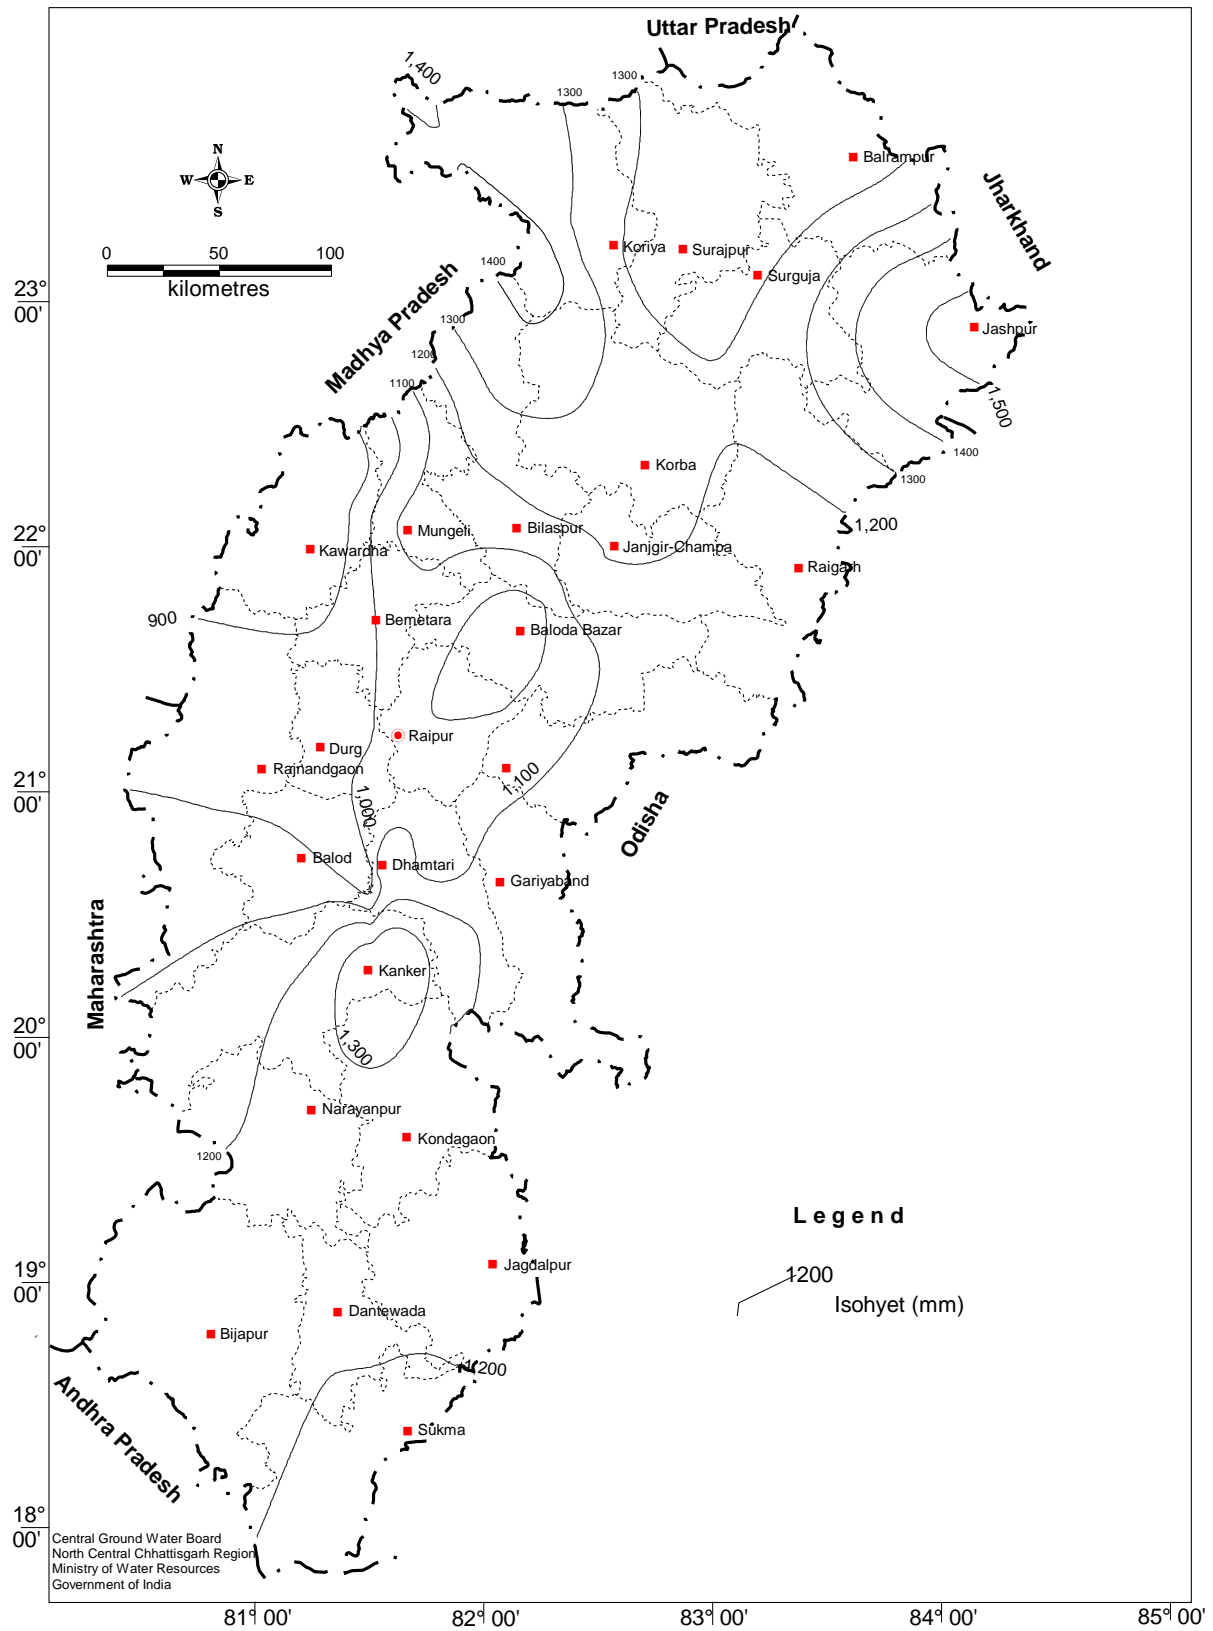 Uttar Pradesh
1,400
1300
1300
N
W E
S
Balrampur
Jharkhand
0 50 100
kilometres
Koriya
Surajpur
Surguja
1400
23°
00'
Madhya Pradesh
1300
Jashpur
1200
1100
1,500
1400
Korba
1300
1,200
22°
00'
Mungeli
Bilaspur
Janjgir-Champa
Kawardha
Raigarh
900
Bemetara
Baloda Bazar
Raipur
Durg
Rajnandgaon
1,100
21°
00'
1,000
Odisha
Balod
Dhamtari
Gariyaband
Maharashtra
Kanker
20°
00'
1,300
Narayanpur
Kondagaon
1200
Legend
Jagdalpur
1200
Isohyet (mm)
19°
00'
Dantewada
Bijapur
1,200
Andhra Pradesh
Sukma
18°
00'
Central Ground Water Board
North Central Chhattisgarh Region
Ministry of Water Resources
Government of India
81° 00' 82° 00' 83° 00' 84° 00' 85° 00'